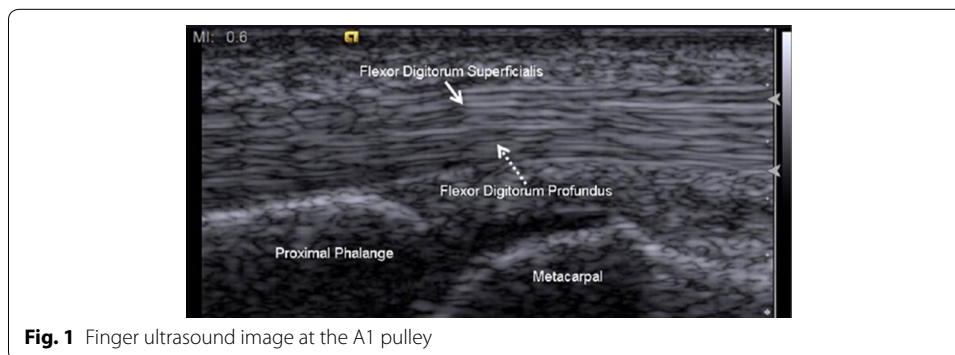 MI: 0.6
Flexor Digitorum Superficialis
Flexor Digitorum Profundus
Proximal Phalange
Metacarpal
Fig. 1 Finger ultrasound image at the A1 pulley